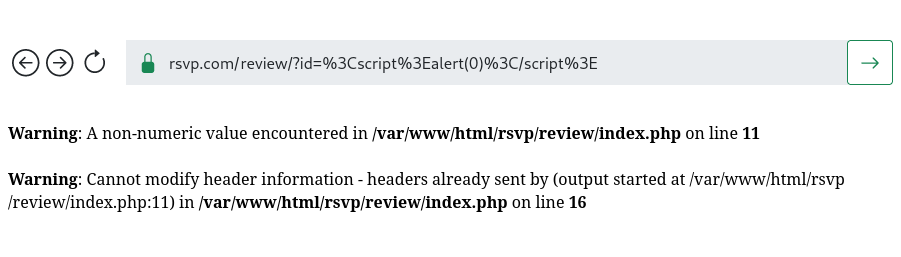 rsvp.com/review/?id=%3Cscript%3Ealert(0)%3C/script%3E
Warning: A non-numeric value encountered in /var/www/html/rsvp/review/index.php on line 11
Warning: Cannot modify header information - headers already sent by (output started at /var/www/html/rsvp
/review/index.php:11) in /var/www/html/rsvp/review/index.php on line 16